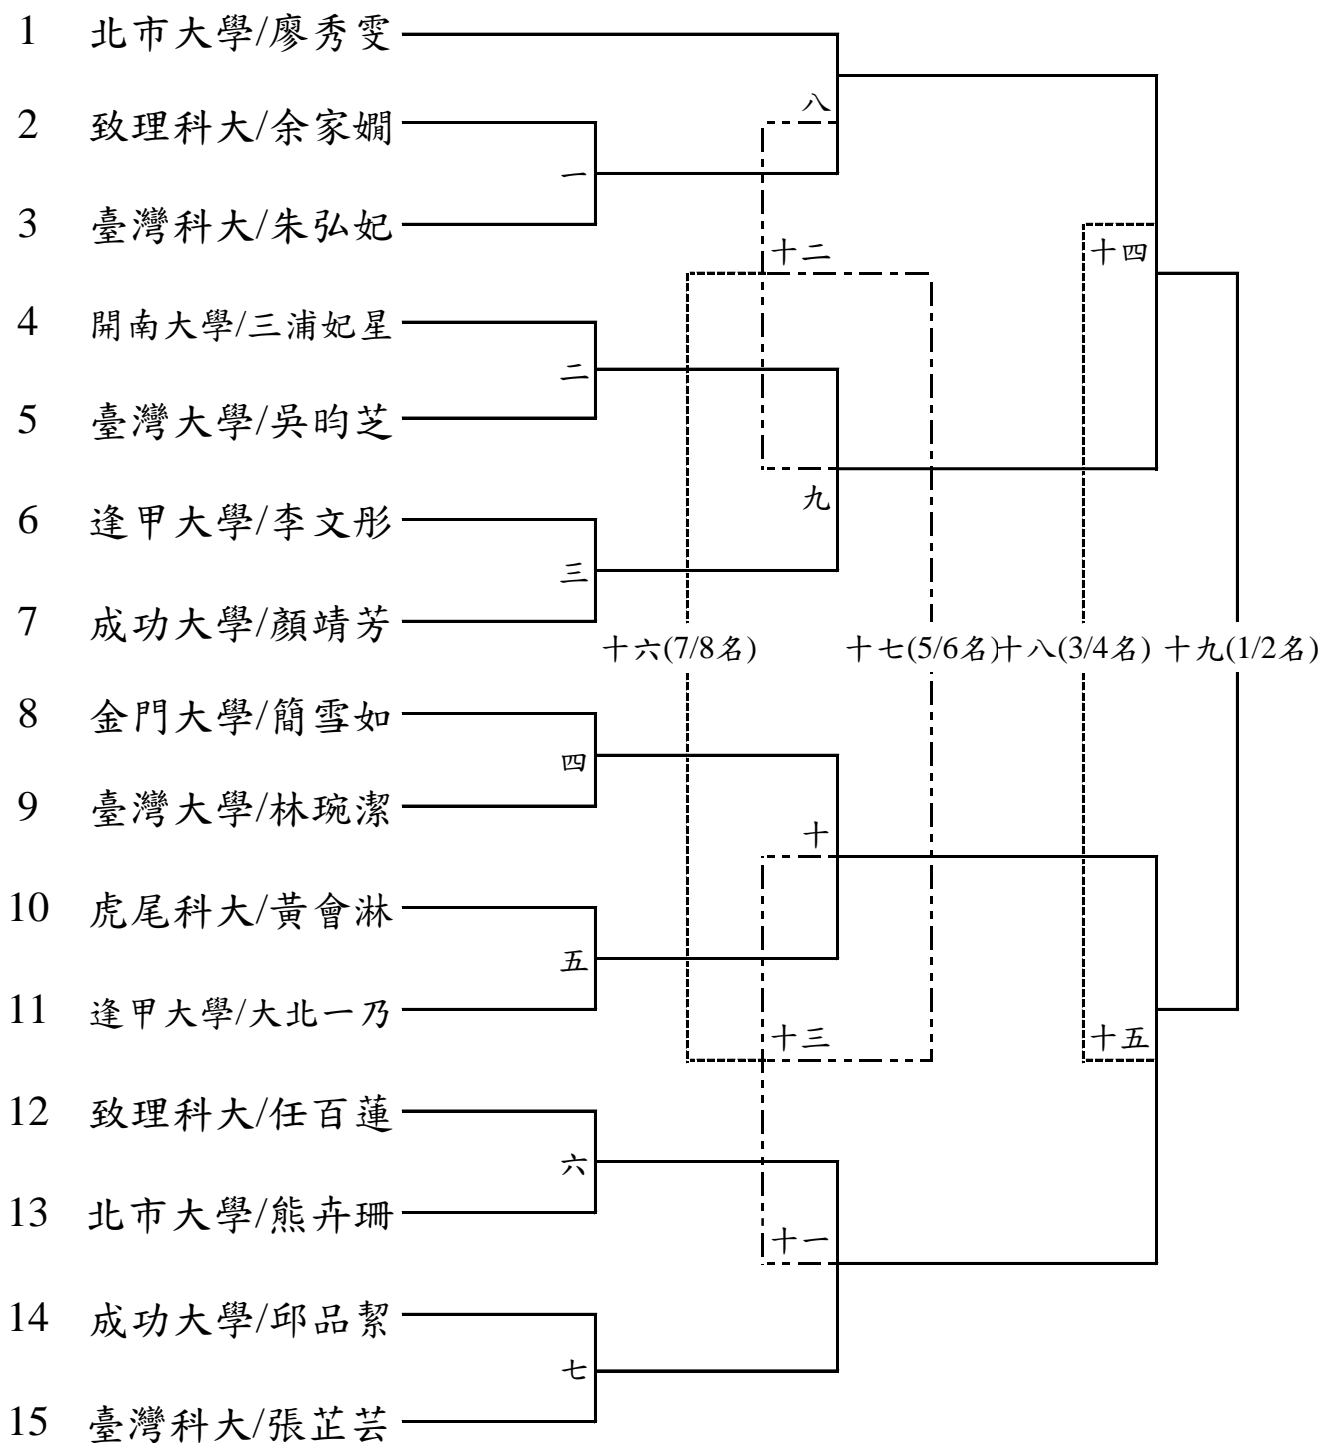 1 北市大學/廖秀雯
八
2 致理科大/余家嫺
一
3 臺灣科大/朱弘妃
十二
十四
4 開南大學/三浦妃星
二
5 臺灣大學/吳昀芝
九
6 逢甲大學/李文彤
三
7 成功大學/顏靖芳
十六(7/8名) 十七(5/6名) 十八(3/4名) 十九(1/2名)
8 金門大學/簡雪如
四
9 臺灣大學/林琬潔
十
10 虎尾科大/黃會淋
五
11 逢甲大學/大北一乃
十三
十五
12 致理科大/任百蓮
六
13 北市大學/熊卉珊
十一
14 成功大學/邱品絜
七
15 臺灣科大/張芷芸